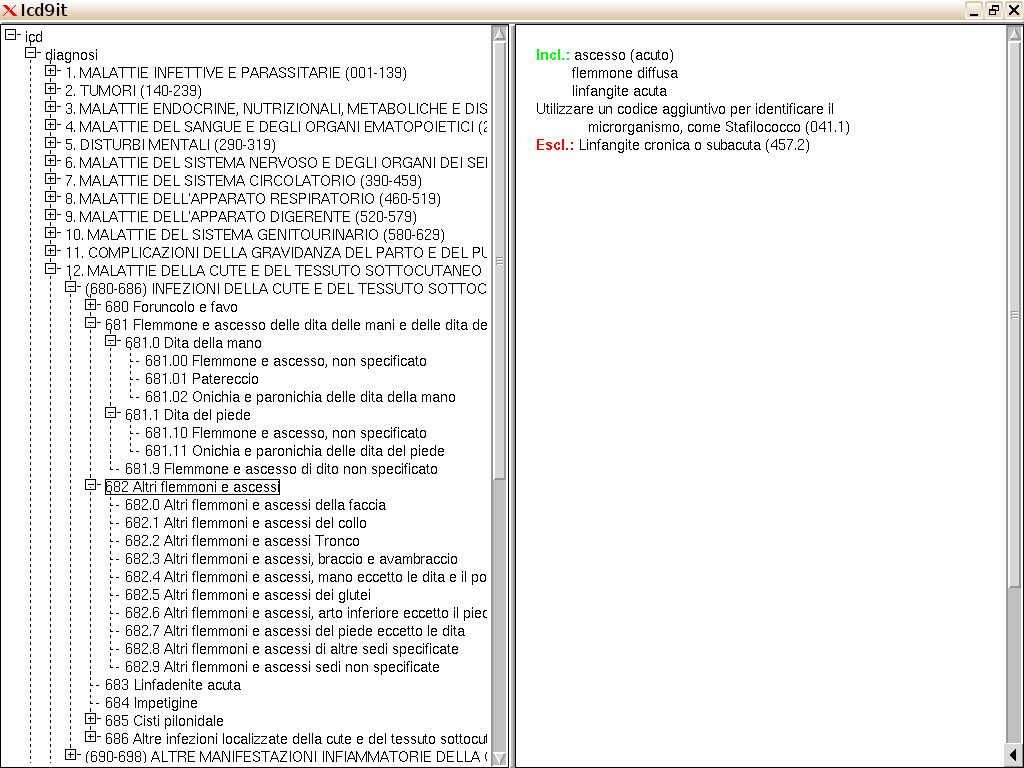 Icd9it
icd
diagnosi
1. MALATTIE INFETTIVE E PARASSITARIE (001-139)
2. TUMORI (140-239)
3. MALATTIE ENDOCRINE, NUTRIZIONALI, METABOLICHE E DIS
4. MALATTIE DEL SANGUE E DEGLI ORGANI EMATOPOIETICI (2
5. DISTURBI MENTALI (290-319)
6. MALATTIE DEL SISTEMA NERVOSO E DEGLI ORGANI DEI SEI
7. MALATTIE DEL SISTEMA CIRCOLATORIO (390-459)
8. MALATTIE DELL'APPARATO RESPIRATORIO (460-519)
9. MALATTIE DELL'APPARATO DIGERENTE (520-579)
10. MALATTIE DEL SISTEMA GENITOURINARIO (580-629)
11. COMPLICAZIONI DELLA GRAVIDANZA DEL PARTO E DEL PU
12. MALATTIE DELLA CUTE E DEL TESSUTO SOTTOCUTANEO
(680-686) INFEZIONI DELLA CUTE E DEL TESSUTO SOTTOC
680 Foruncolo e favo
681 Flemmone e ascesso delle dita delle mani e delle dita de
681.0 Dita della mano
681.00 Flemmone e ascesso, non specificato
681.01 Patereccio
681.02 Onichia e paronichia delle dita della mano
681.1 Dita del piede
681.10 Flemmone e ascesso, non specificato
681.11 Onichia e paronichia delle dita del piede
681.9 Flemmone e ascesso di dito non specificato
682 Altri flemmoni e ascessi
682.0 Altri flemmoni e ascessi della faccia
682.1 Altri flemmoni e ascessi del collo
682.2 Altri flemmoni e ascessi Tronco
682.3 Altri flemmoni e ascessi, braccio e avambraccio
682.4 Altri flemmoni e ascessi, mano eccetto le dita e il po
682.5 Altri flemmoni e ascessi dei glutei
682.6 Altri flemmoni e ascessi, arto inferiore eccetto il pied
682.7 Altri flemmoni e ascessi del piede eccetto le dita
682.8 Altri flemmoni e ascessi di altre sedi specificate
682.9 Altri flemmoni e ascessi sedi non specificate
683 Linfadenite acuta
684 Impetigine
685 Cisti pilonidale
686 Altre infezioni localizzate della cute e del tessuto sottocut
(690-698) ALTRE MANIFESTAZIONI INFIAMMATORIE DELLA C
Incl.: ascesso (acuto)
flemmone diffusa
linfangite acuta
Utilizzare un codice aggiuntivo per identificare il
microrganismo, come Stafilococco (041.1)
Escl.: Linfangite cronica o subacuta (457.2)